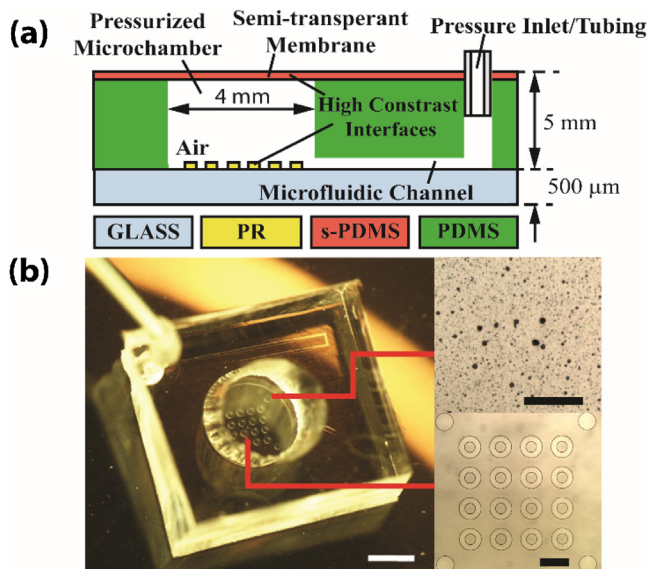 (a)
Pressurized
Microchamber
Semi-transperant
Membrane
Pressure Inlet/Tubing
4 mm
High Constrast
Interfaces
5 mm
Air
Microfluidic Channel
500 μm
GLASS
PR
s-PDMS
PDMS
(b)